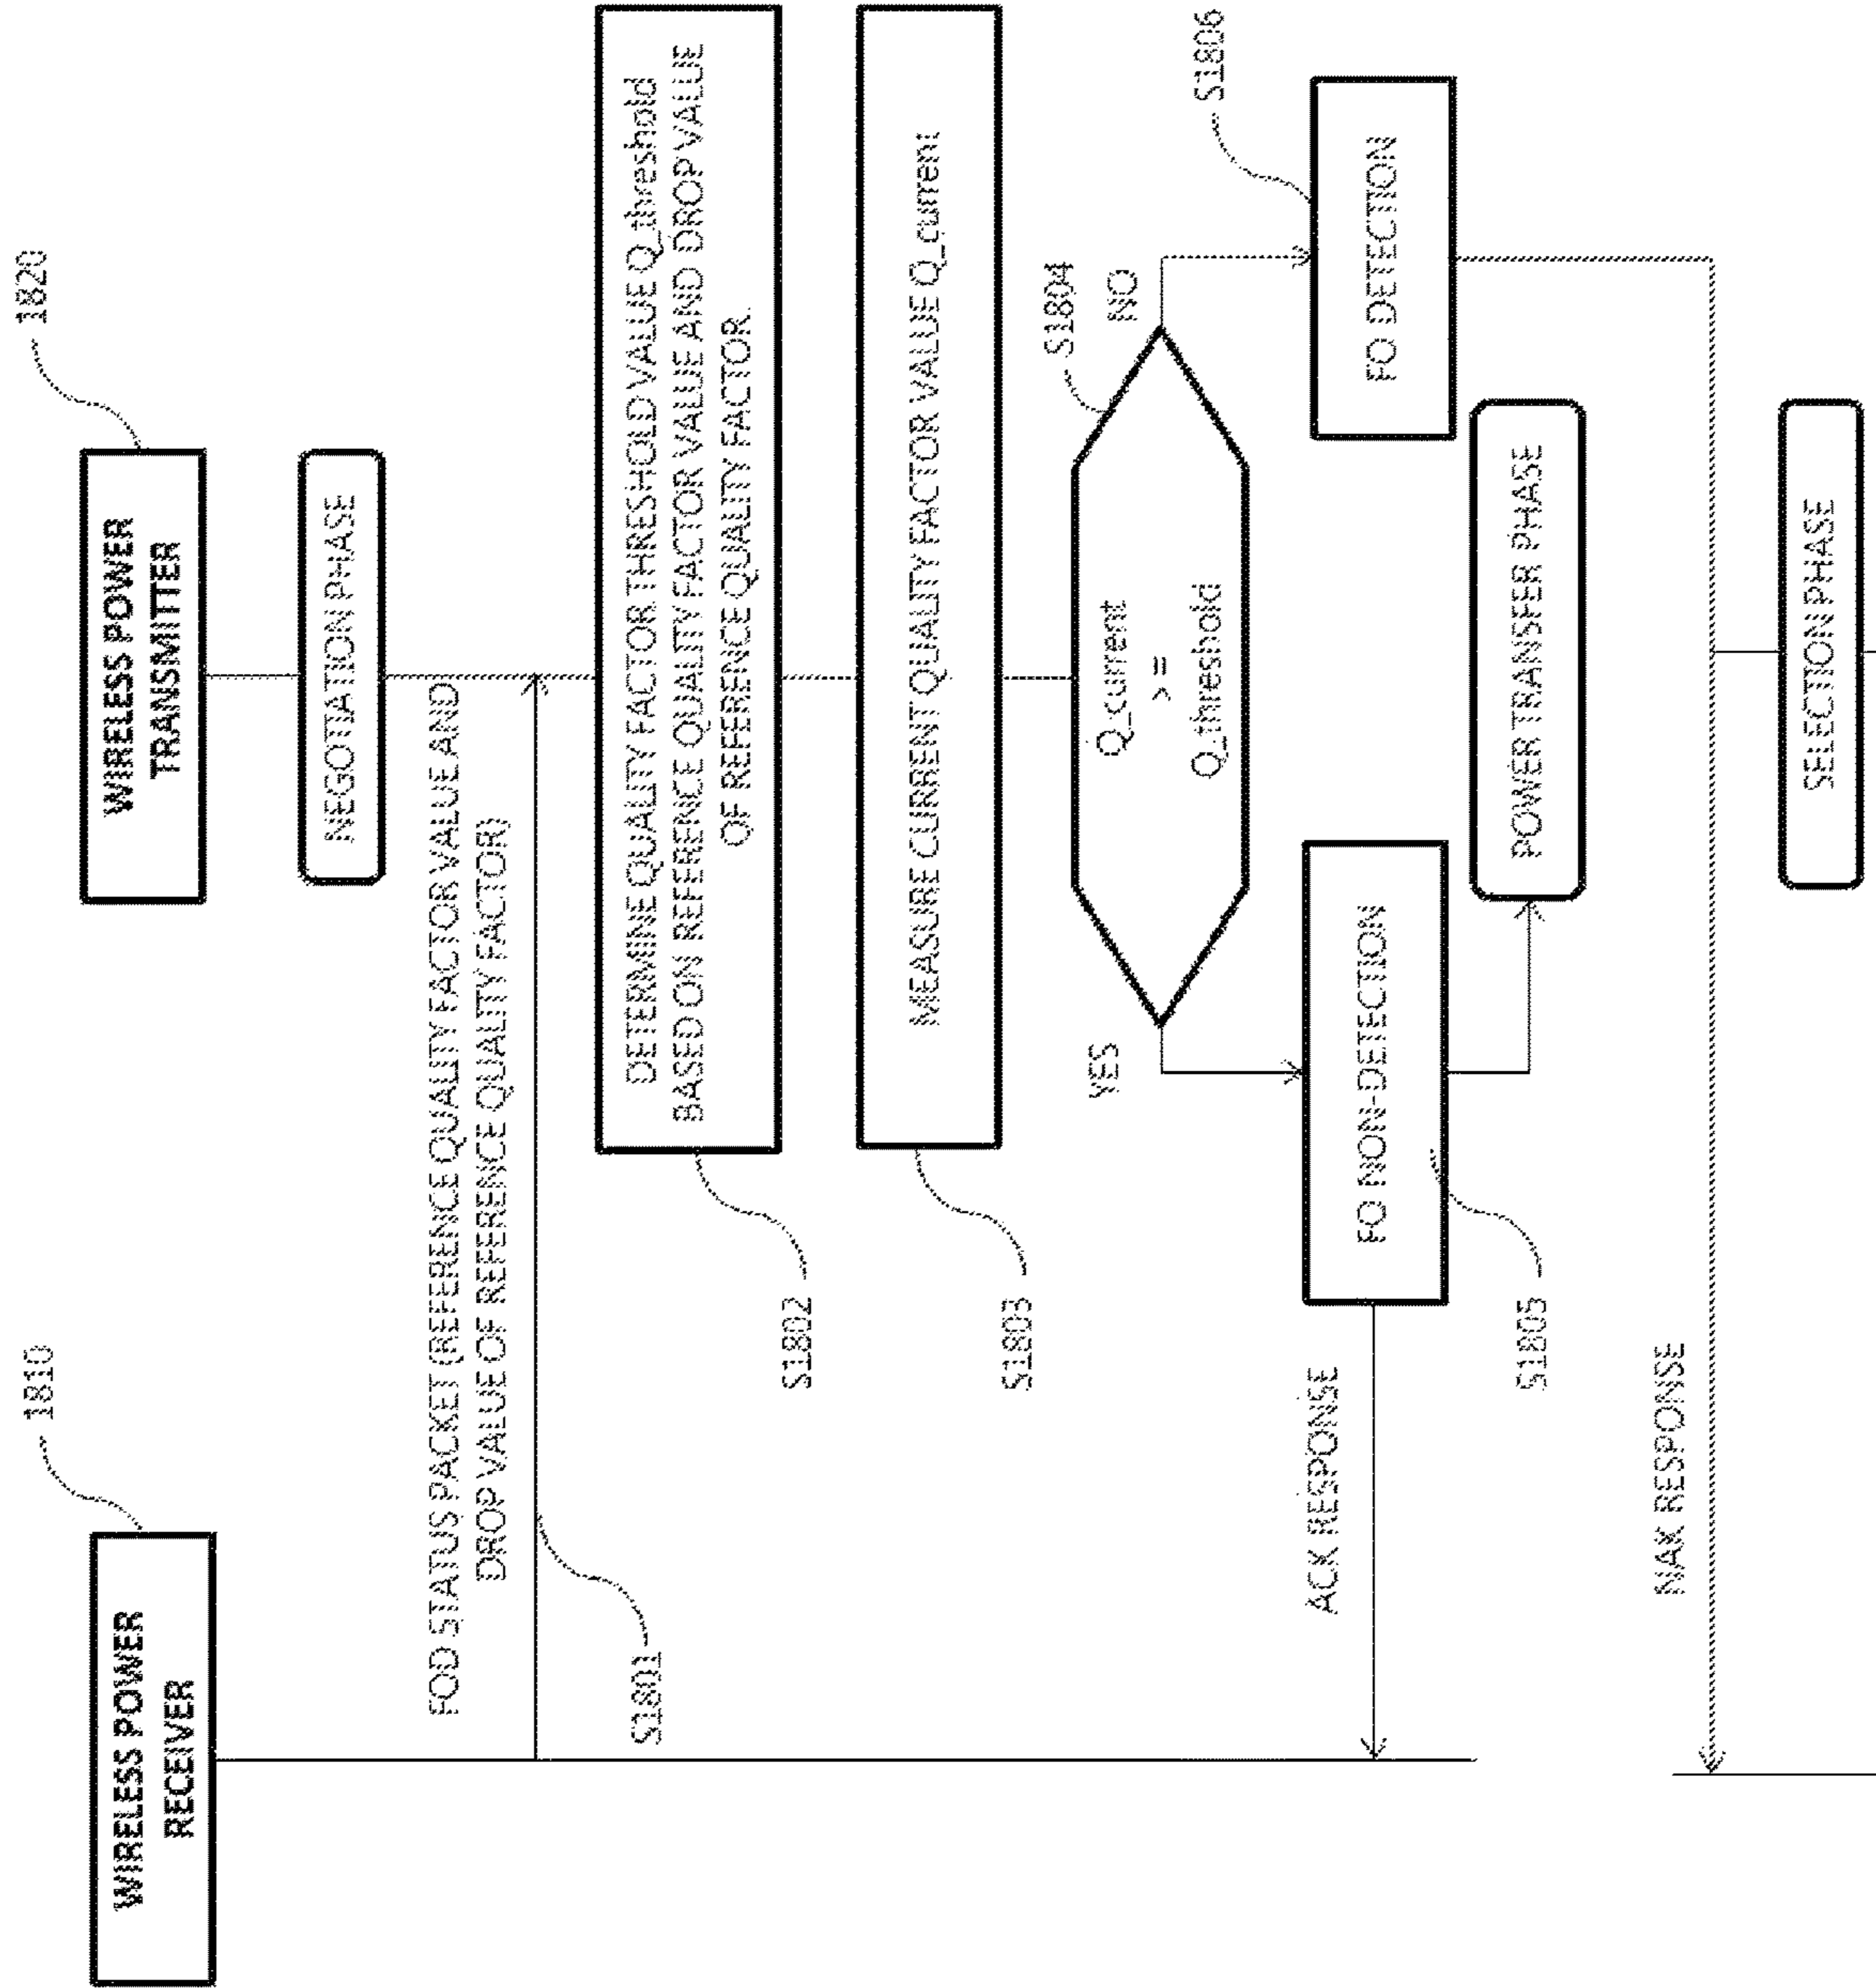 1810
WIRELESS POWER
RECEIVER
1820
WIRELESS POWER
TRANSMITTER
NEGOTIATION PHASE
FOD STATUS PACKET (REFERENCE QUALITY FACTOR VALUE AND
DROP VALUE OF REFERENCE QUALITY FACTOR)
S1801
DETERMINE QUALITY FACTOR THRESHOLD VALUE Q_threshold
BASED ON REFERENCE QUALITY FACTOR VALUE AND DROP VALUE
OF REFERENCE QUALITY FACTOR.
S1802
MEASURE CURRENT QUALITY FACTOR VALUE Q_current
S1803
S1804
Q_current
>=
Q_threshold
YES
NO
S1806
FO NON-DETECTION
FO DETECTION
ACK RESPONSE
S1805
POWER TRANSFER PHASE
NAK RESPONSE
SELECTION PHASE